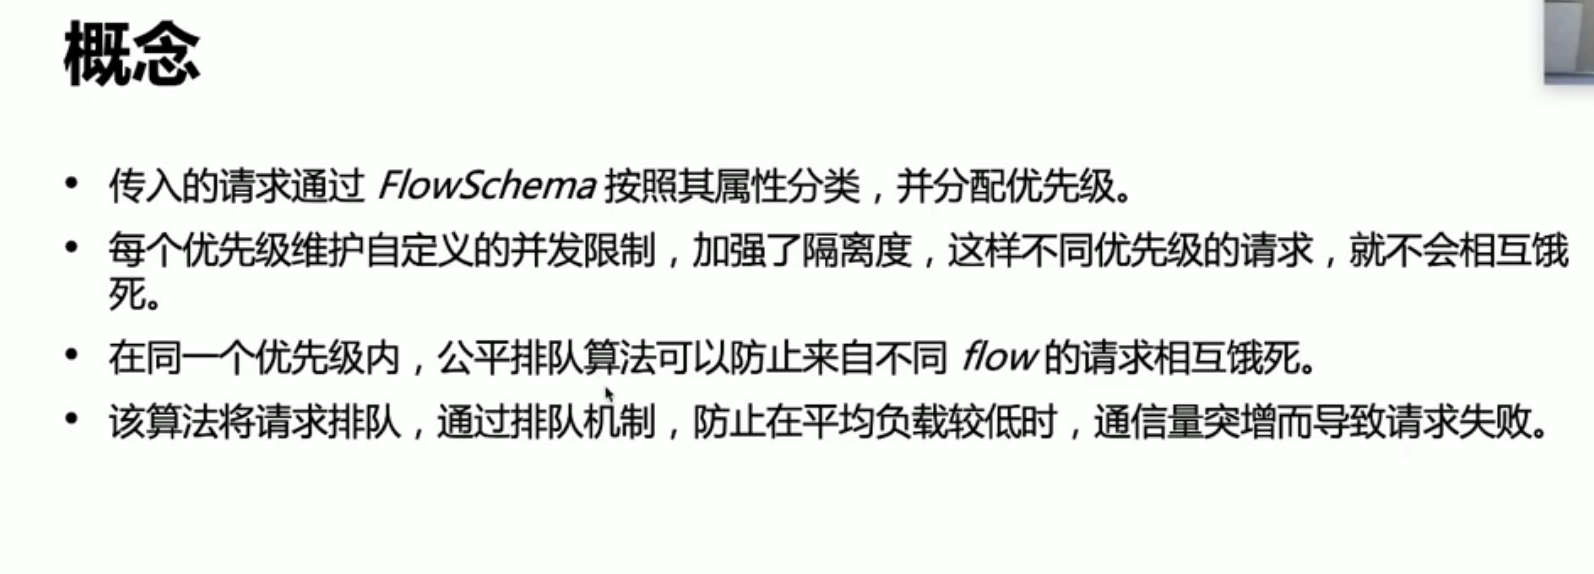 概念
• 传入的请求通过 FlowSchema 按照其属性分类，并分配优先级。
• 每个优先级维护自定义的并发限制，加强了隔离度，这样不同优先级的请求，就不会相互饿
死。
• 在同一个优先级内，公平排队算法可以防止来自不同 flow 的请求相互饿死。
• 该算法将请求排队，通过排队机制，防止在平均负载较低时，通信量突增而导致请求失败。